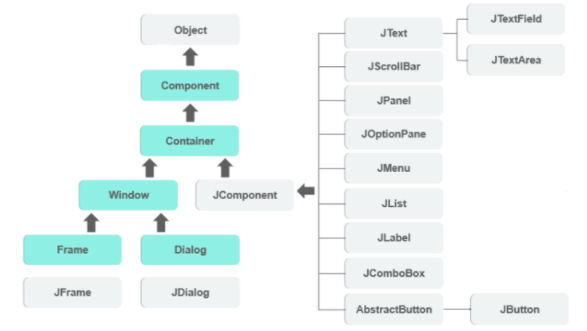 Object
Component
Container
Window
JComponent
Frame
Dialog
JFrame
JDialog
JText
JScrollBar
JPanel
JOptionPane
JMenu
JList
JLabel
JComboBox
AbstractButton
JTextField
JTextArea
JButton